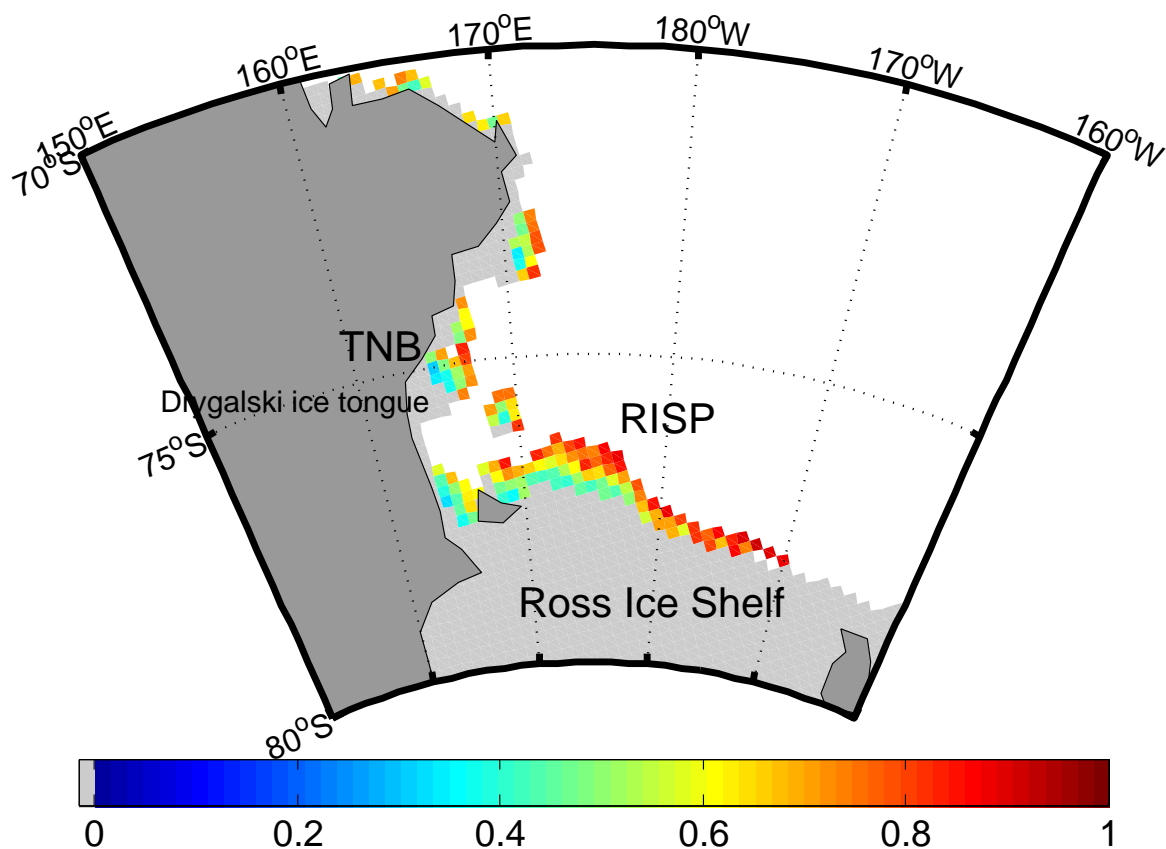 170°E
180°W
160°E
170°W
150°E
160°W
70°S
TNB
Drygalski ice tongue
RISP
75°S
Ross Ice Shelf
80°S
0 0.2 0.4 0.6 0.8 1